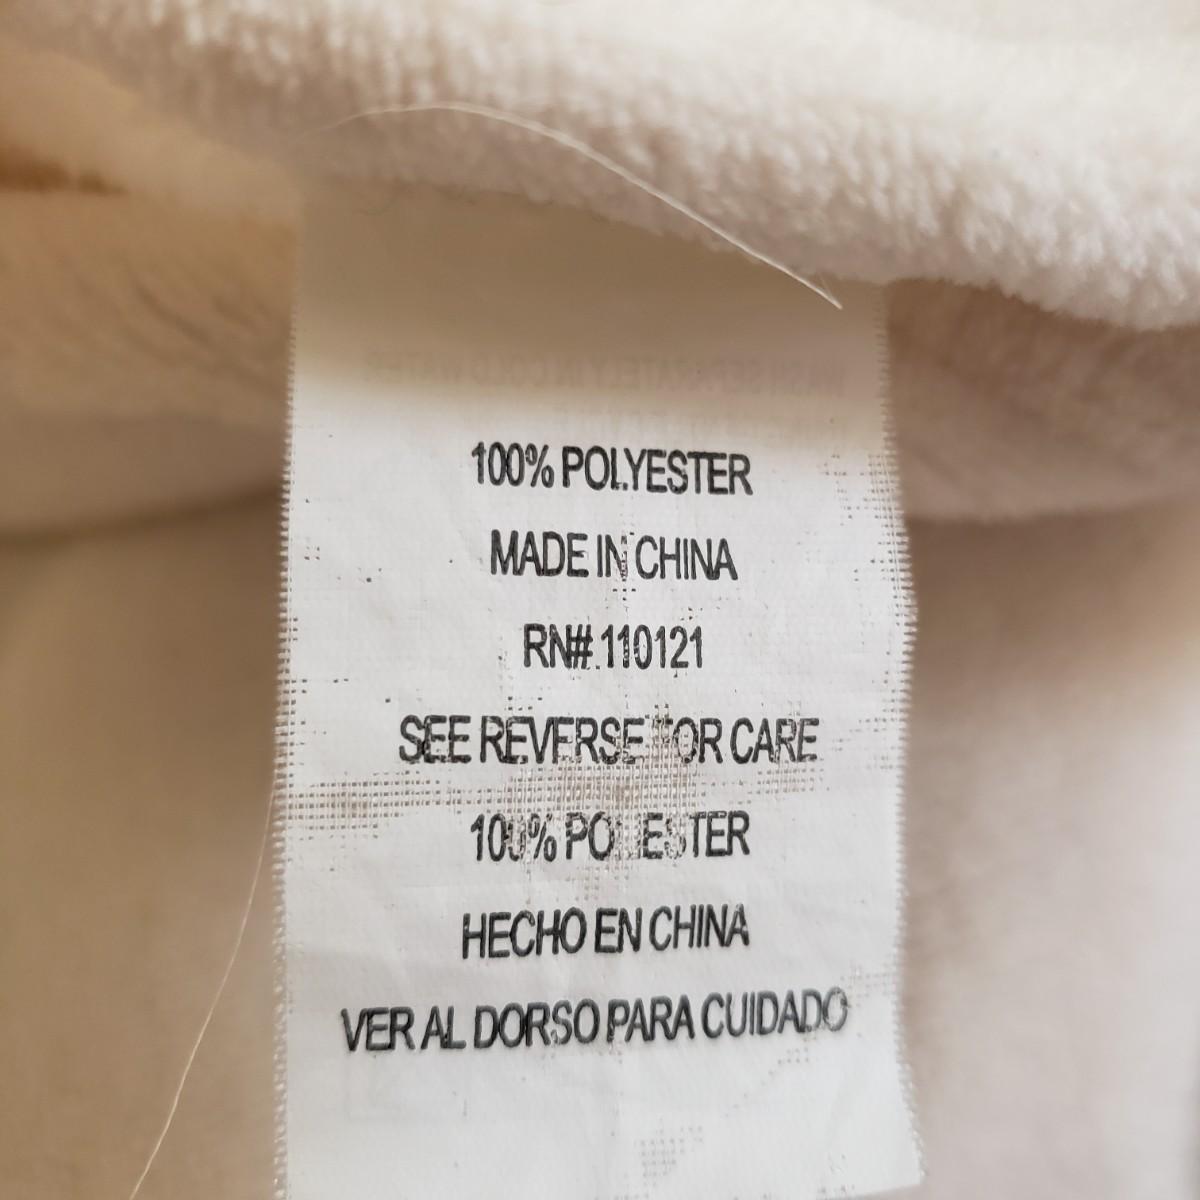 100% POLYESTER
MADE IN CHINA
RN#.110121
SEE REVERSE FOR CARE
100% POLYESTER
HECHO EN CHINA
VER AL DORSO PARA CUIDADO